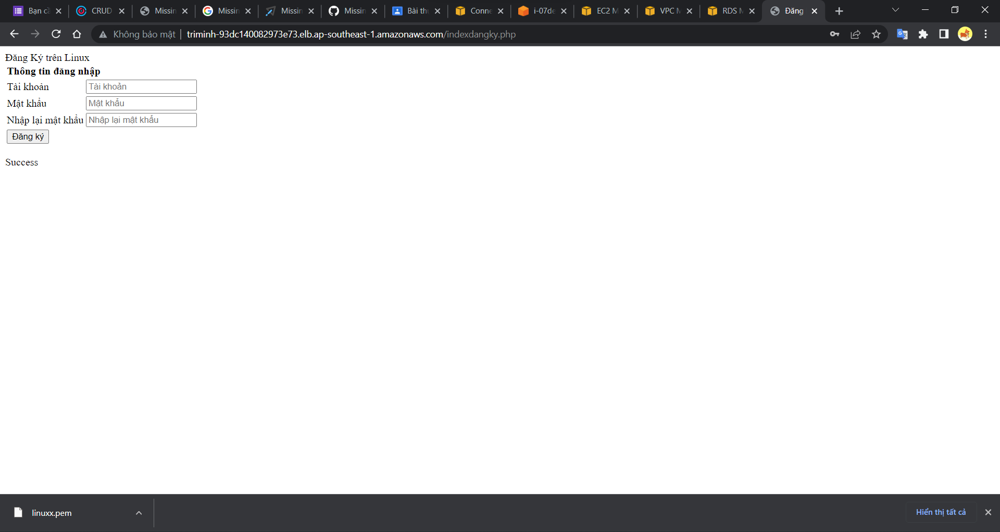 Bạn c
CRUD
Missin
Missin
Missin
Missin
Bài th
Conne
i-07de
EC2 M
VPC M
RDS M
Đăng
Không bảo mật
triminh-93dc140082973e73.elb.ap-southeast-1.amazonaws.com/indexdangky.php
Đăng Ký trên Linux
Thông tin đăng nhập
Tài khoản Tài khoản
Mật khẩu Mật khẩu
Nhập lại mật khẩu Nhập lại mật khẩu
Đăng ký
Success
linuxx.pem
Hiển thị tất cả